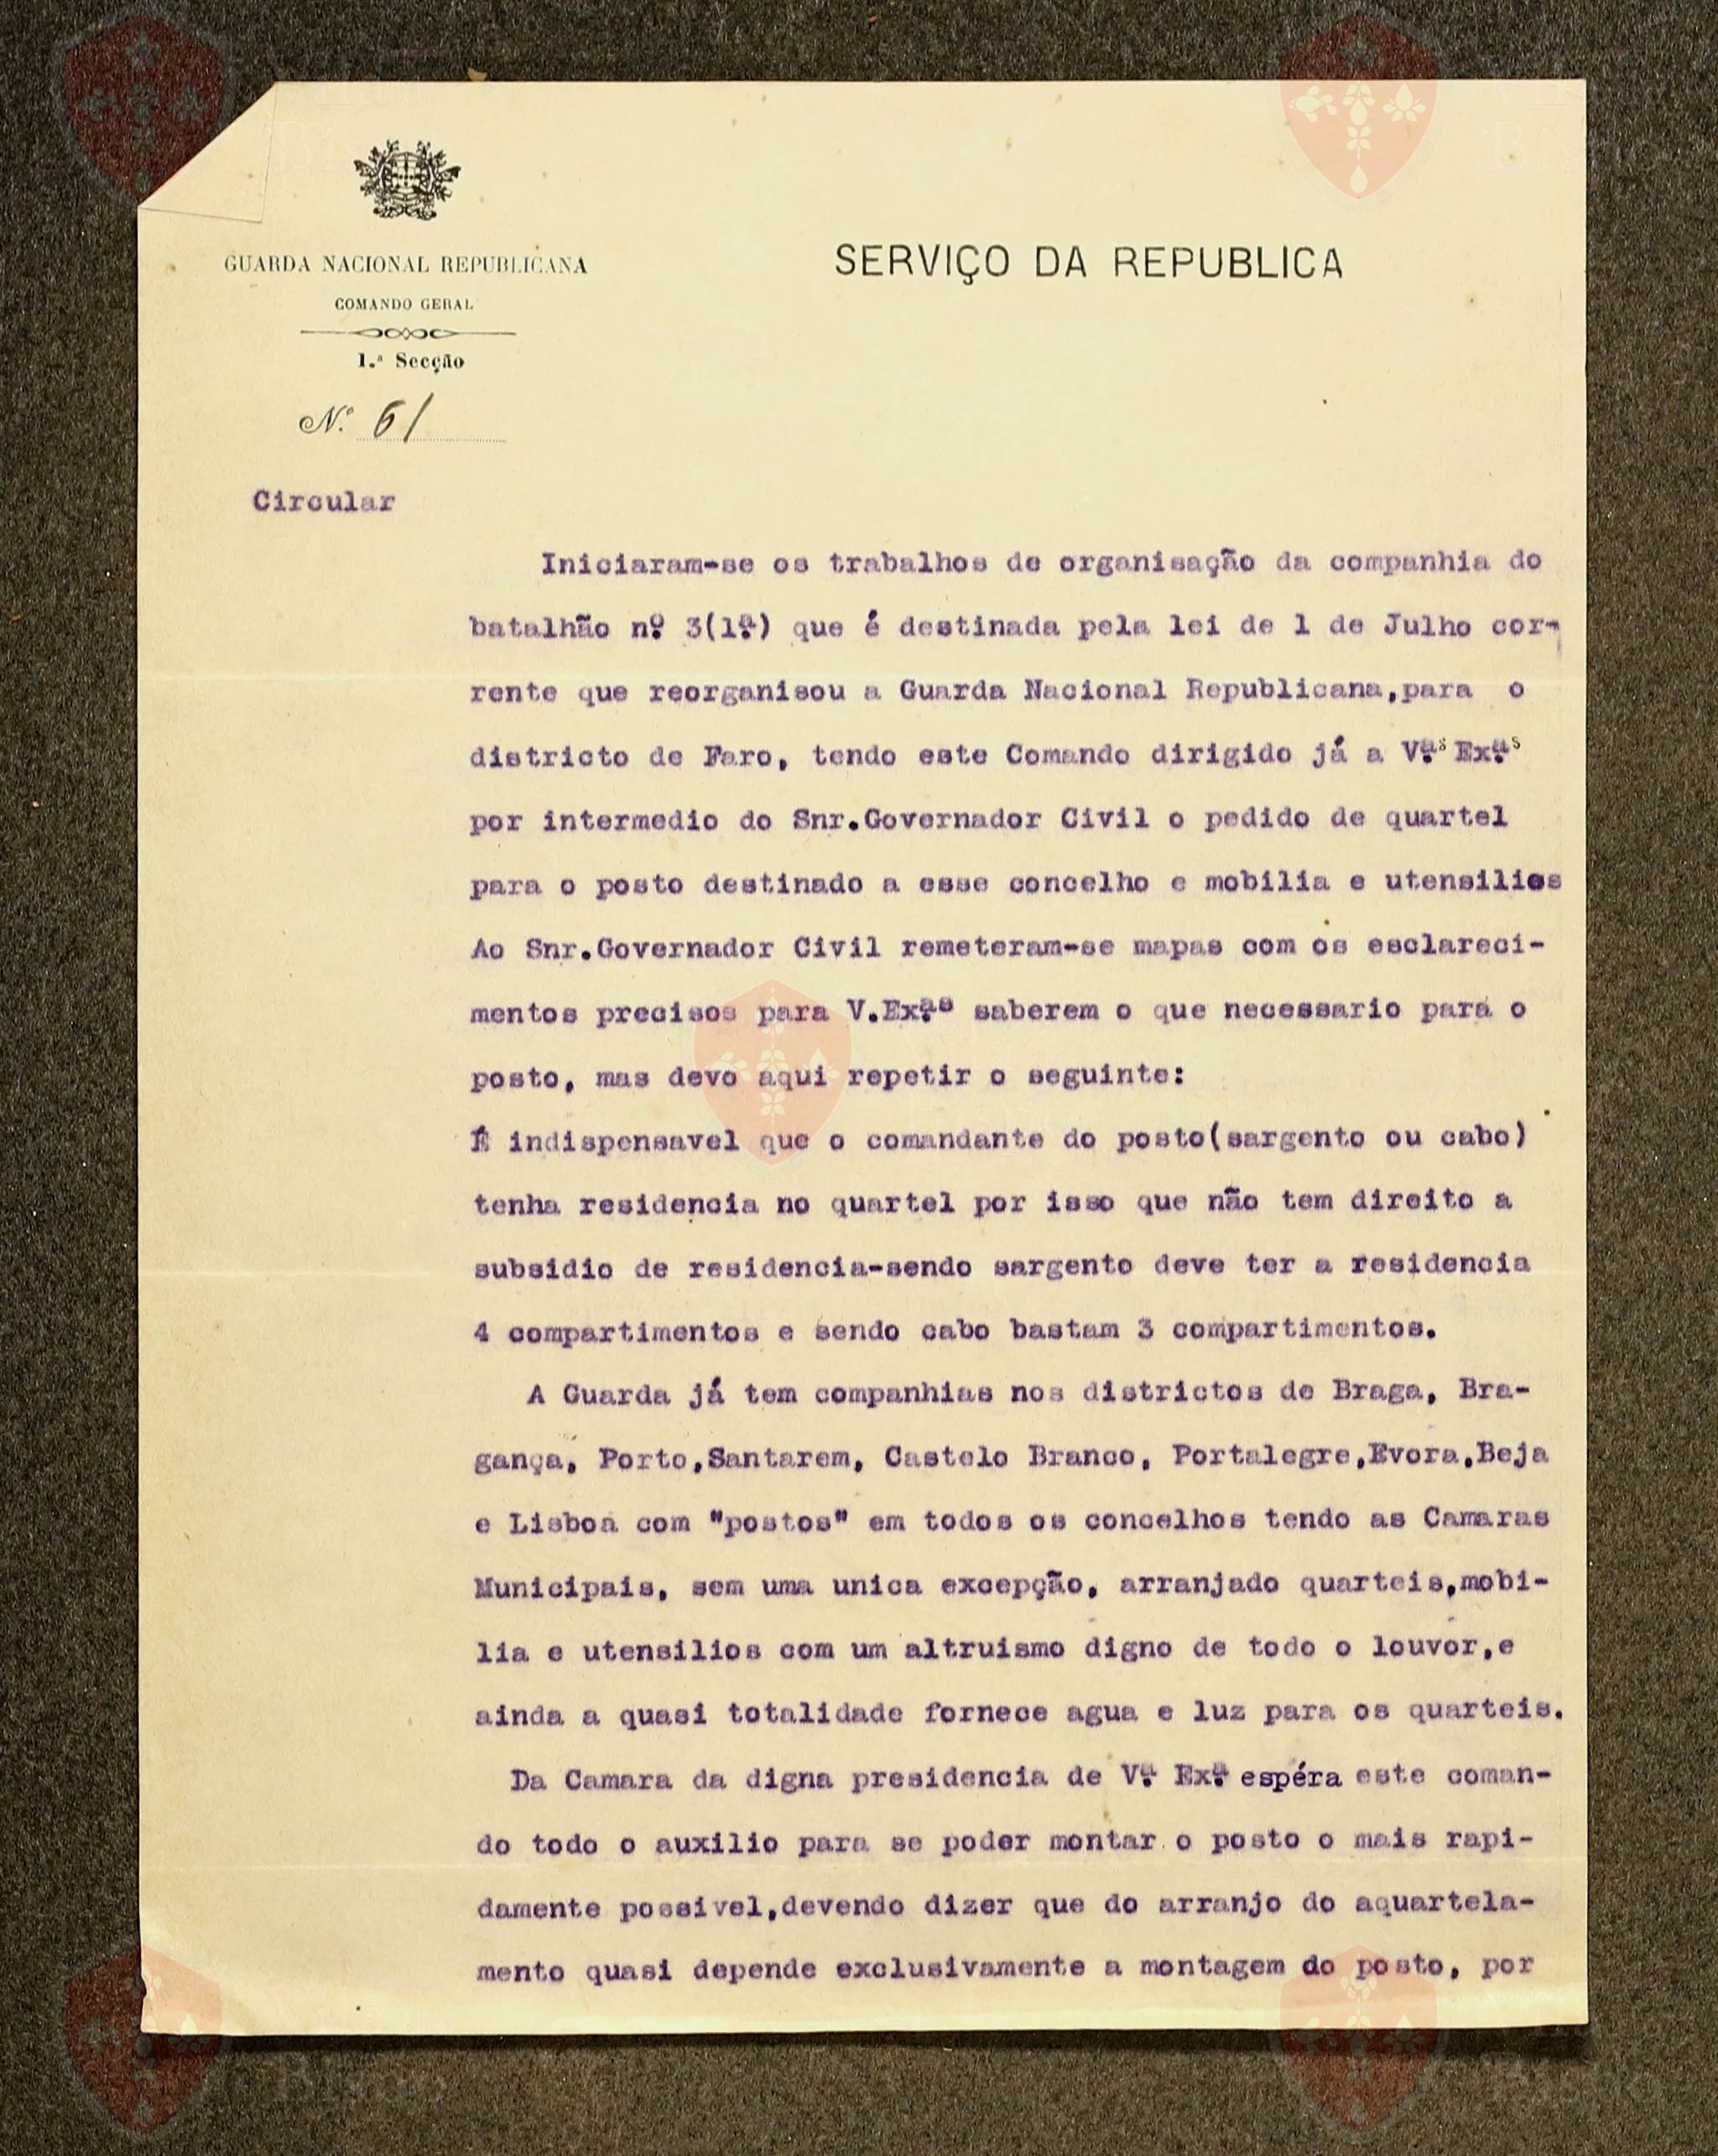 GUARDA NACIONAL REPUBLICANA
COMANDO GERAL
1.ª Secção
N.º 61
SERVIÇO DA REPUBLICA
Circular
Iniciaram-se os trabalhos de organisação da companhia do
batalhão nº 3(1ª) que é destinada pela lei de 1 de Julho cor-
rente que reorganisou a Guarda Nacional Republicana,para o
districto de Faro, tendo este Comando dirigido já a Vªs Exªs
por intermedio do Snr.Governador Civil o pedido de quartel
para o posto destinado a esse concelho e mobilia e utensilios
Ao Snr.Governador Civil remeteram-se mapas com os esclareci-
mentos precisos para V.Exªs saberem o que necessario para o
posto, mas devo aqui repetir o seguinte:
É indispensavel que o comandante do posto(sargento ou cabo)
tenha residencia no quartel por isso que não tem direito a
subsidio de residencia-sendo sargento deve ter a residencia
4 compartimentos e sendo cabo bastam 3 compartimentos.
A Guarda já tem companhias nos districtos de Braga, Bra-
gança, Porto,Santarem, Castelo Branco, Portalegre,Evora,Beja
e Lisboa com "postos" em todos os concelhos tendo as Camaras
Municipais, sem uma unica excepção, arranjado quarteis,mobi-
lia e utensilios com um altruismo digno de todo o louvor,e
ainda a quasi totalidade fornece agua e luz para os quarteis.
Da Camara da digna presidencia de Vª Exª espéra este coman-
do todo o auxilio para se poder montar o posto o mais rapi-
damente possivel,devendo dizer que do arranjo do aquartela-
mento quasi depende exclusivamente a montagem do posto, por